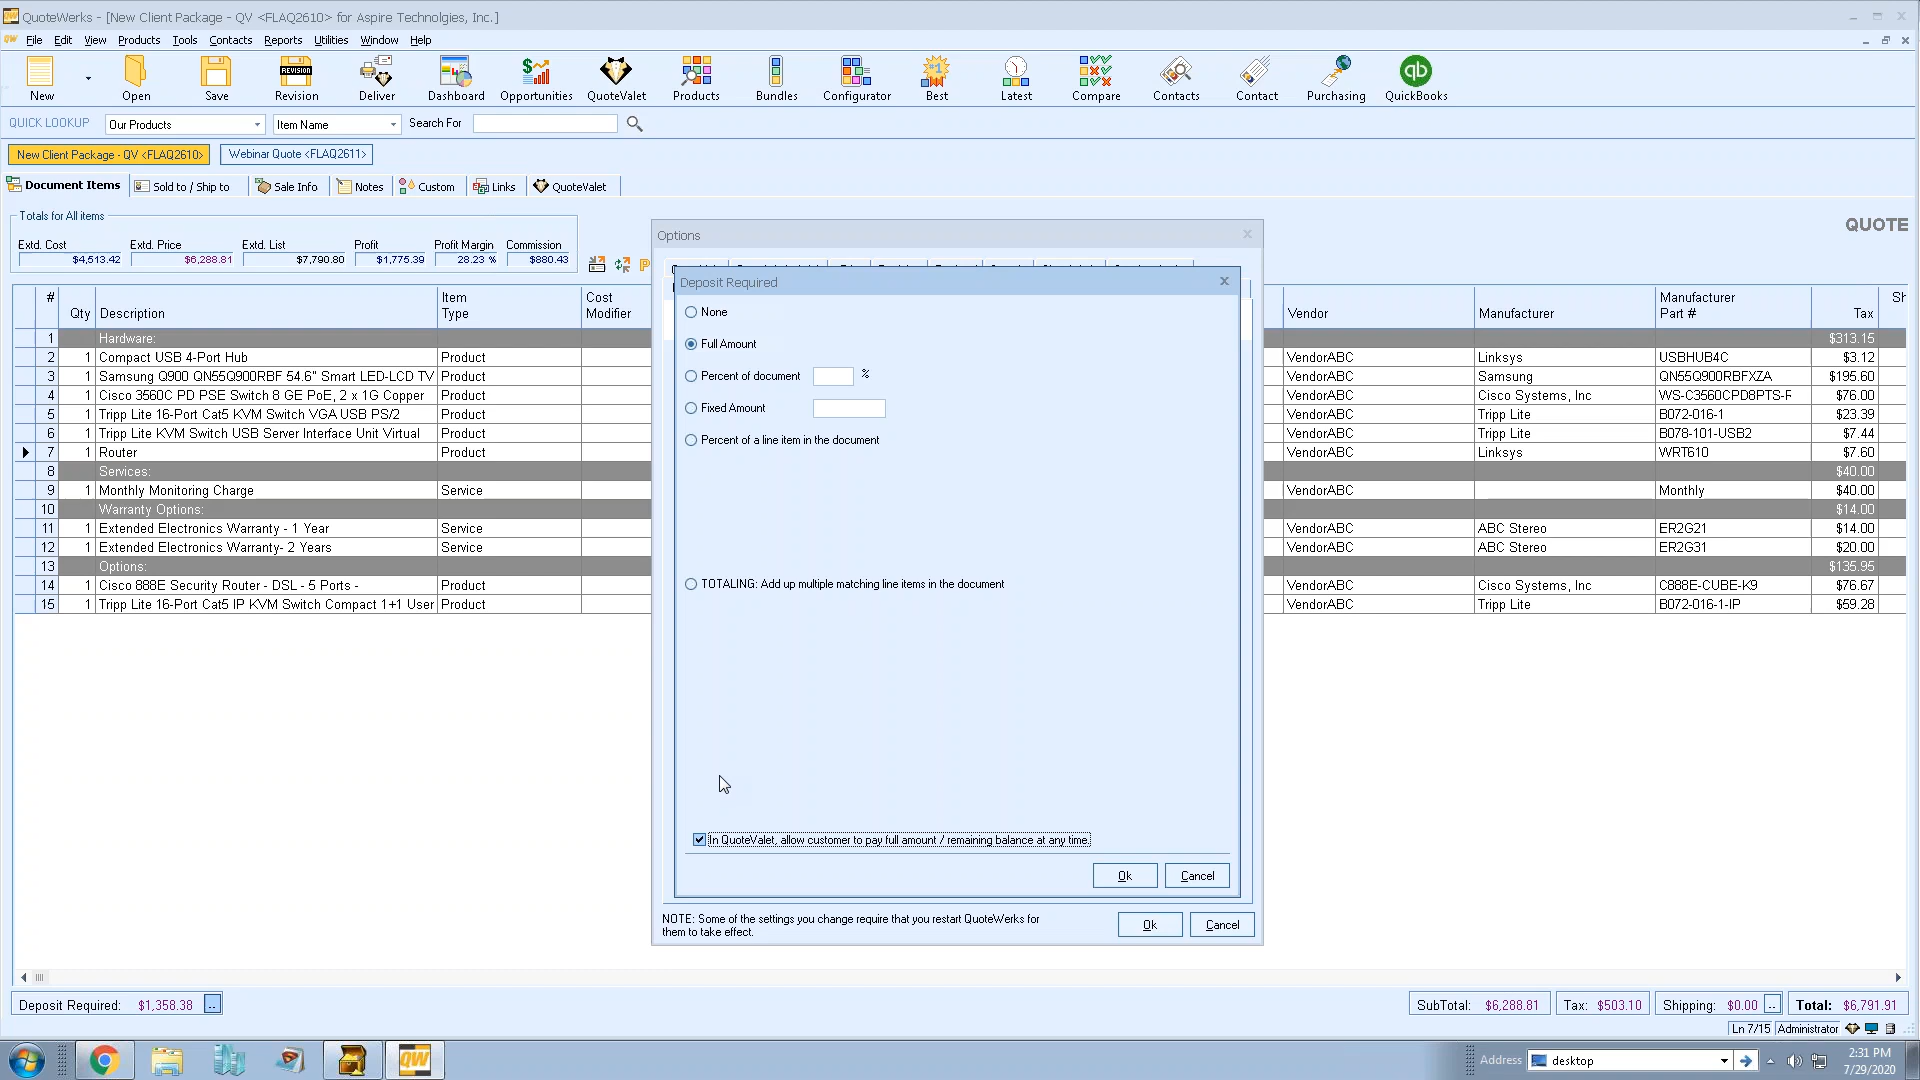 QuoteWerks - [New Client Package - QV <FLAQ2610> for Aspire Technolgies, Inc.]
File Edit View Products Tools Contacts Reports Utilities Window Help
New Open Save Revision Deliver Dashboard Opportunities QuoteValet Products Bundles Configurator Best Latest Compare Contacts Contact Purchasing QuickBooks
QUICK LOOKUP Our Products Item Name Search For
New Client Package - QV <FLAQ2610> Webinar Quote <FLAQ2611>
Document Items Sold to / Ship to Sale Info Notes Custom Links QuoteValet
Totals for All items
QUOTE
Extd. Cost Extd. Price Extd. List Profit Profit Margin Commission
$4,513.42 $6,288.81 $7,790.80 $1,775.39 28.23 % $880.43
Options
Deposit Required
None
Full Amount
Percent of document %
Fixed Amount
Percent of a line item in the document
TOTALING: Add up multiple matching line items in the document
In QuoteValet, allow customer to pay full amount / remaining balance at any time.
Ok Cancel
NOTE: Some of the settings you change require that you restart QuoteWerks for
them to take effect.
Ok Cancel
# Qty Description Item Type Cost Modifier Vendor Manufacturer Manufacturer Part # Tax Sh
1 Hardware: $313.15
2 1 Compact USB 4-Port Hub Product VendorABC Linksys USBHUB4C $3.12
3 1 Samsung Q900 QN55Q900RBF 54.6" Smart LED-LCD TV Product VendorABC Samsung QN55Q900RBFXZA $195.60
4 1 Cisco 3560C PD PSE Switch 8 GE PoE, 2 x 1G Copper Product VendorABC Cisco Systems, Inc WS-C3560CPD8PTS-F $76.00
5 1 Tripp Lite 16-Port Cat5 KVM Switch VGA USB PS/2 Product VendorABC Tripp Lite B072-016-1 $23.39
6 1 Tripp Lite KVM Switch USB Server Interface Unit Virtual Product VendorABC Tripp Lite B078-101-USB2 $7.44
7 1 Router Product VendorABC Linksys WRT610 $7.60
8 Services: $40.00
9 1 Monthly Monitoring Charge Service VendorABC Monthly $40.00
10 Warranty Options: $14.00
11 1 Extended Electronics Warranty - 1 Year Service VendorABC ABC Stereo ER2G21 $14.00
12 1 Extended Electronics Warranty- 2 Years Service VendorABC ABC Stereo ER2G31 $20.00
13 Options: $135.95
14 1 Cisco 888E Security Router - DSL - 5 Ports - Product VendorABC Cisco Systems, Inc C888E-CUBE-K9 $76.67
15 1 Tripp Lite 16-Port Cat5 IP KVM Switch Compact 1+1 User Product VendorABC Tripp Lite B072-016-1-IP $59.28
Deposit Required: $1,358.38 .. SubTotal: $6,288.81 Tax: $503.10 Shipping: $0.00 .. Total: $6,791.91
Ln 7/15 Administrator
Address desktop 2:31 PM
7/29/2020